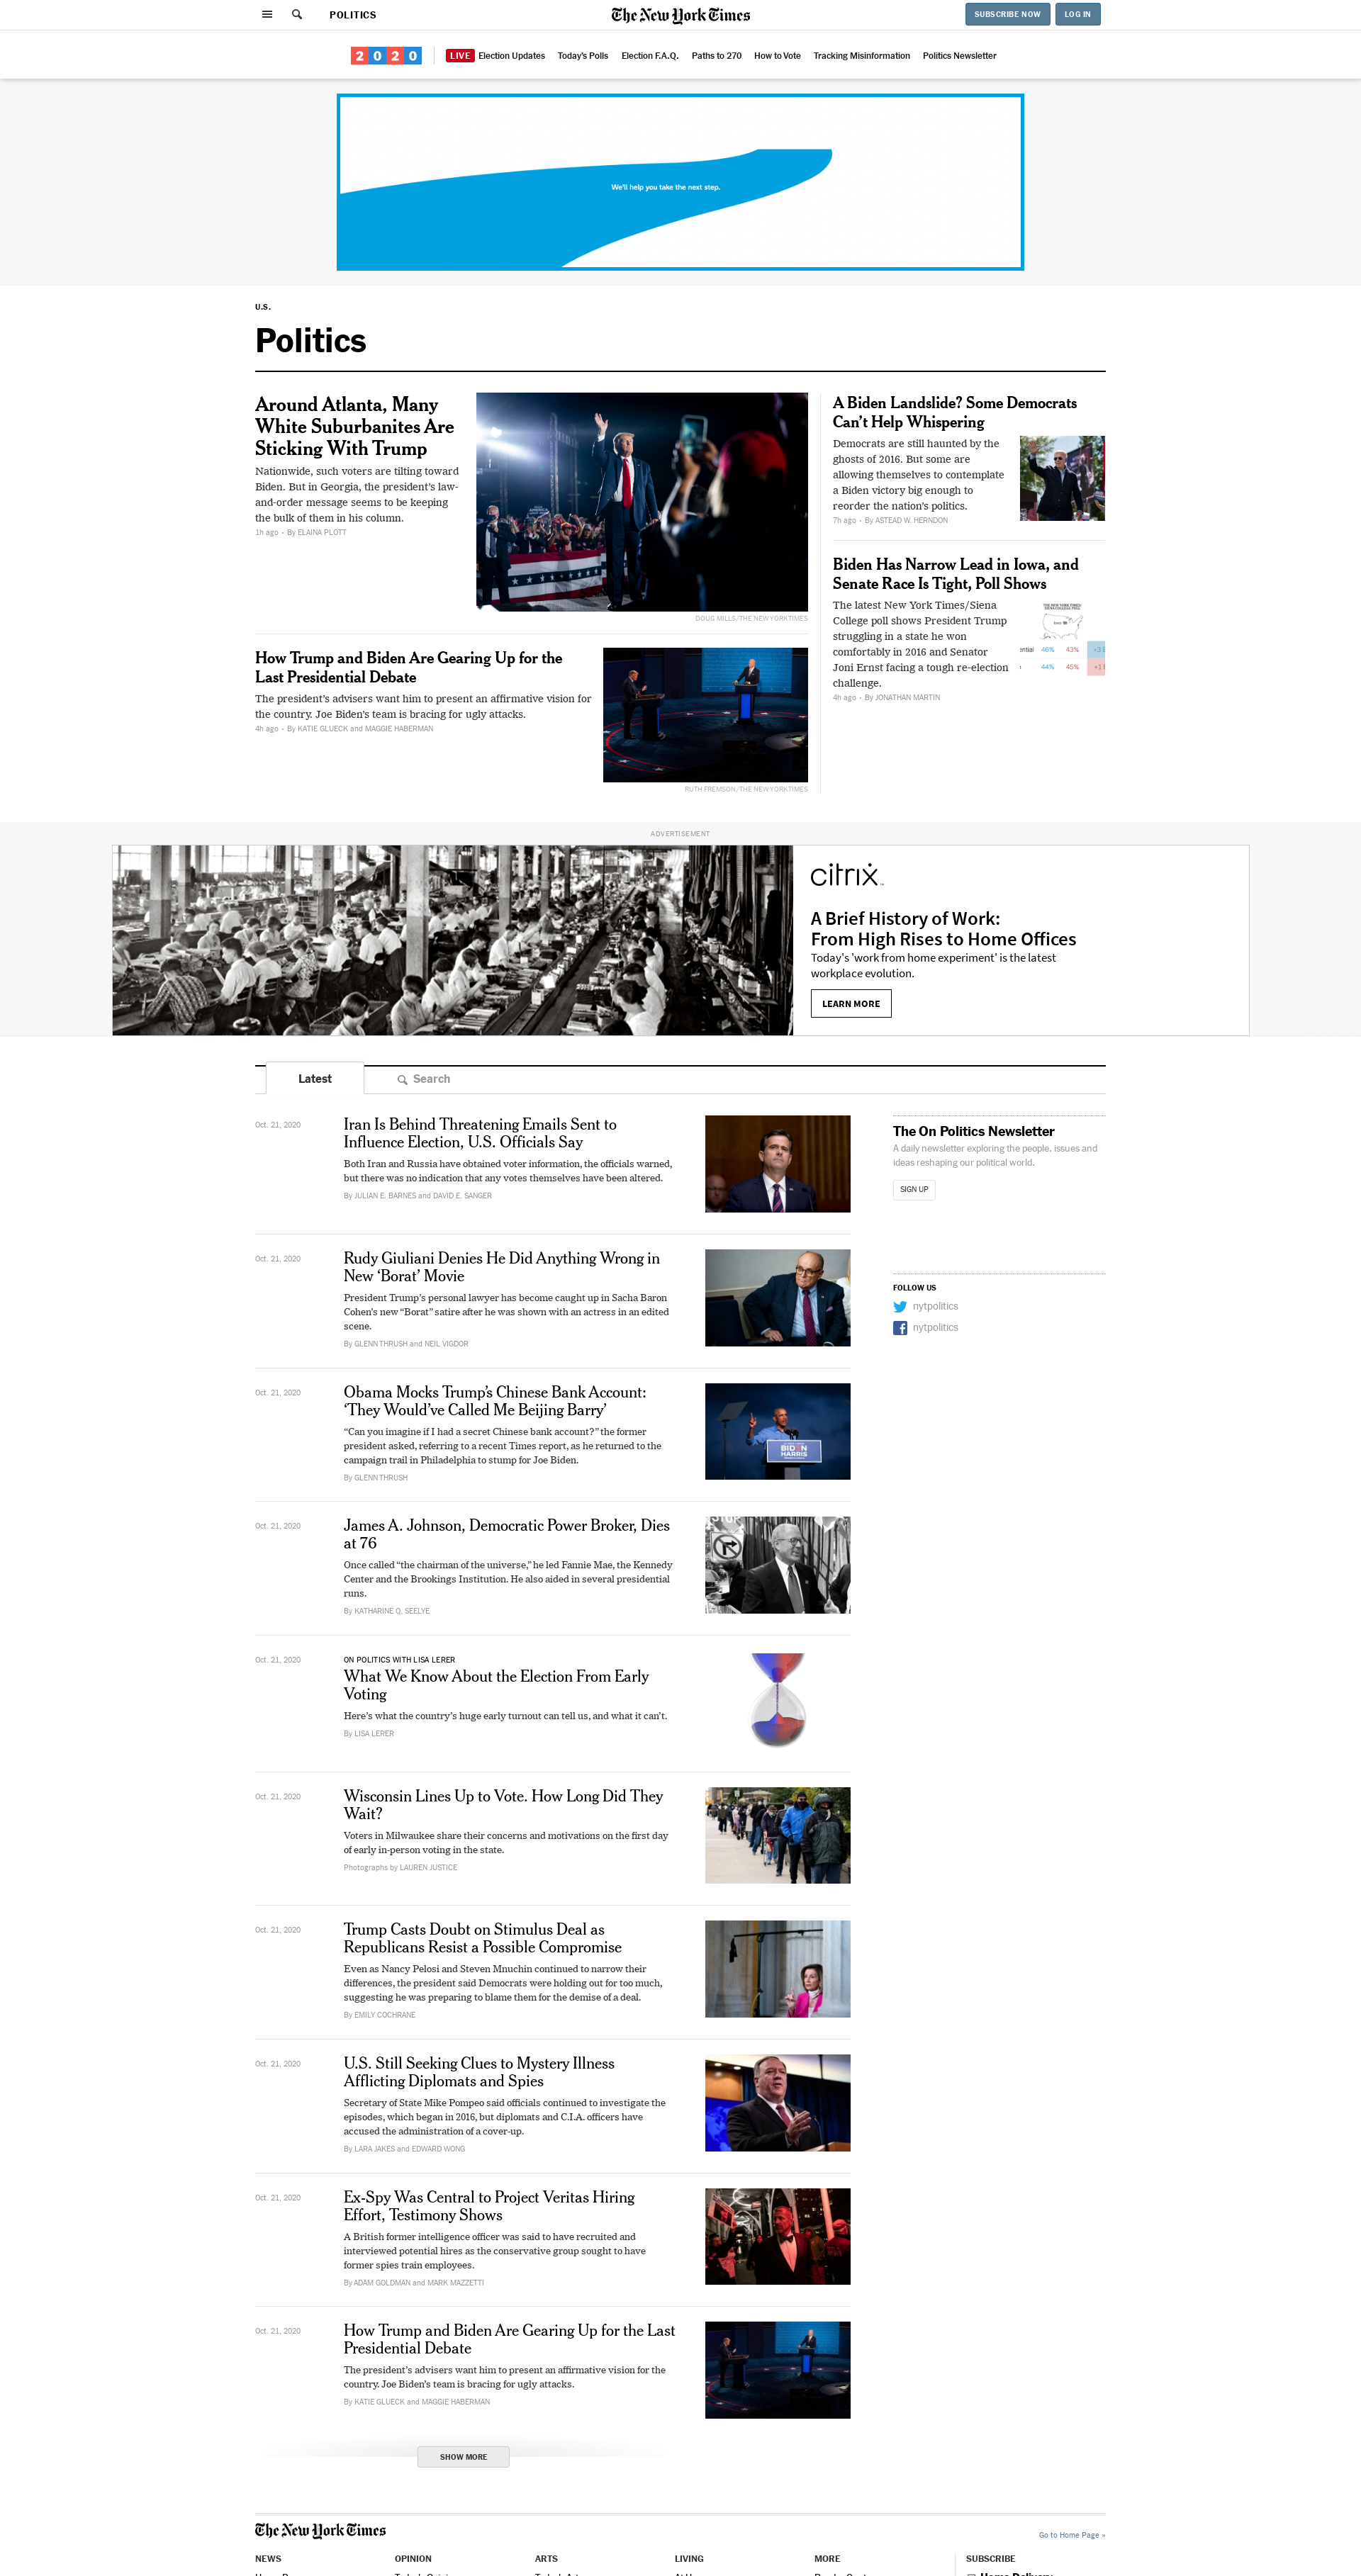 POLITICS
The New York Times
SUBSCRIBE NOW
LOG IN
2020
LIVE Election Updates
Today's Polls
Election F.A.Q.
Paths to 270
How to Vote
Tracking Misinformation
Politics Newsletter
We'll help you take the next step.
U.S.
Politics
Around Atlanta, Many
White Suburbanites Are
Sticking With Trump
Nationwide, such voters are tilting toward
Biden. But in Georgia, the president's law-
and-order message seems to be keeping
the bulk of them in his column.
1h ago • By ELAINA PLOTT
DOUG MILLS/THE NEW YORK TIMES
How Trump and Biden Are Gearing Up for the
Last Presidential Debate
The president's advisers want him to present an affirmative vision for
the country. Joe Biden's team is bracing for ugly attacks.
4h ago • By KATIE GLUECK and MAGGIE HABERMAN
RUTH FREMSON/THE NEW YORK TIMES
A Biden Landslide? Some Democrats
Can't Help Whispering
Democrats are still haunted by the
ghosts of 2016. But some are
allowing themselves to contemplate
a Biden victory big enough to
reorder the nation's politics.
7h ago • By ASTEAD W. HERNDON
Biden Has Narrow Lead in Iowa, and
Senate Race Is Tight, Poll Shows
The latest New York Times/Siena
College poll shows President Trump
struggling in a state he won
comfortably in 2016 and Senator
Joni Ernst facing a tough re-election
challenge.
4h ago • By JONATHAN MARTIN
THE NEW YORK TIMES/
SIENA COLLEGE POLL
ntial 46% 43% +3
44% 45% +1
ADVERTISEMENT
citrix
A Brief History of Work:
From High Rises to Home Offices
Today's 'work from home experiment' is the latest
workplace evolution.
LEARN MORE
Latest
Search
Oct. 21, 2020
Iran Is Behind Threatening Emails Sent to
Influence Election, U.S. Officials Say
Both Iran and Russia have obtained voter information, the officials warned,
but there was no indication that any votes themselves have been altered.
By JULIAN E. BARNES and DAVID E. SANGER
The On Politics Newsletter
A daily newsletter exploring the people, issues and
ideas reshaping our political world.
SIGN UP
FOLLOW US
nytpolitics
nytpolitics
Oct. 21, 2020
Rudy Giuliani Denies He Did Anything Wrong in
New 'Borat' Movie
President Trump's personal lawyer has become caught up in Sacha Baron
Cohen's new "Borat" satire after he was shown with an actress in an edited
scene.
By GLENN THRUSH and NEIL VIGDOR
Oct. 21, 2020
Obama Mocks Trump's Chinese Bank Account:
'They Would've Called Me Beijing Barry'
"Can you imagine if I had a secret Chinese bank account?" the former
president asked, referring to a recent Times report, as he returned to the
campaign trail in Philadelphia to stump for Joe Biden.
By GLENN THRUSH
BIDEN
HARRIS
Oct. 21, 2020
James A. Johnson, Democratic Power Broker, Dies
at 76
Once called "the chairman of the universe," he led Fannie Mae, the Kennedy
Center and the Brookings Institution. He also aided in several presidential
runs.
By KATHARINE Q. SEELYE
Oct. 21, 2020
ON POLITICS WITH LISA LERER
What We Know About the Election From Early
Voting
Here's what the country's huge early turnout can tell us, and what it can't.
By LISA LERER
Oct. 21, 2020
Wisconsin Lines Up to Vote. How Long Did They
Wait?
Voters in Milwaukee share their concerns and motivations on the first day
of early in-person voting in the state.
Photographs by LAUREN JUSTICE
Oct. 21, 2020
Trump Casts Doubt on Stimulus Deal as
Republicans Resist a Possible Compromise
Even as Nancy Pelosi and Steven Mnuchin continued to narrow their
differences, the president said Democrats were holding out for too much,
suggesting he was preparing to blame them for the demise of a deal.
By EMILY COCHRANE
Oct. 21, 2020
U.S. Still Seeking Clues to Mystery Illness
Afflicting Diplomats and Spies
Secretary of State Mike Pompeo said officials continued to investigate the
episodes, which began in 2016, but diplomats and C.I.A. officers have
accused the administration of a cover-up.
By LARA JAKES and EDWARD WONG
Oct. 21, 2020
Ex-Spy Was Central to Project Veritas Hiring
Effort, Testimony Shows
A British former intelligence officer was said to have recruited and
interviewed potential hires as the conservative group sought to have
former spies train employees.
By ADAM GOLDMAN and MARK MAZZETTI
Oct. 21, 2020
How Trump and Biden Are Gearing Up for the Last
Presidential Debate
The president's advisers want him to present an affirmative vision for the
country. Joe Biden's team is bracing for ugly attacks.
By KATIE GLUECK and MAGGIE HABERMAN
SHOW MORE
The New York Times
Go to Home Page »
NEWS
OPINION
ARTS
LIVING
MORE
SUBSCRIBE